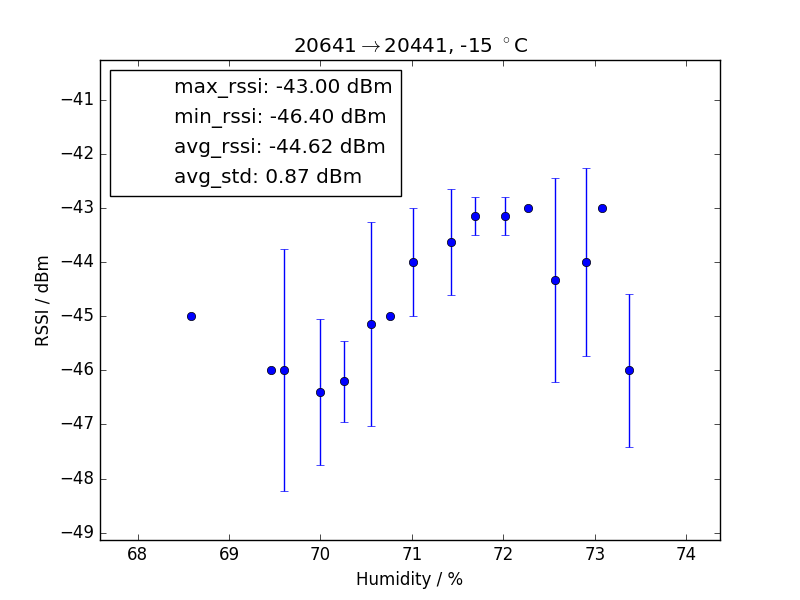 20641→20441, -15 °C
max_rssi: -43.00 dBm
min_rssi: -46.40 dBm
avg_rssi: -44.62 dBm
avg_std: 0.87 dBm
−41
−42
−43
−44
−45
−46
−47
−48
−49
RSSI / dBm
68 69 70 71 72 73 74
Humidity / %